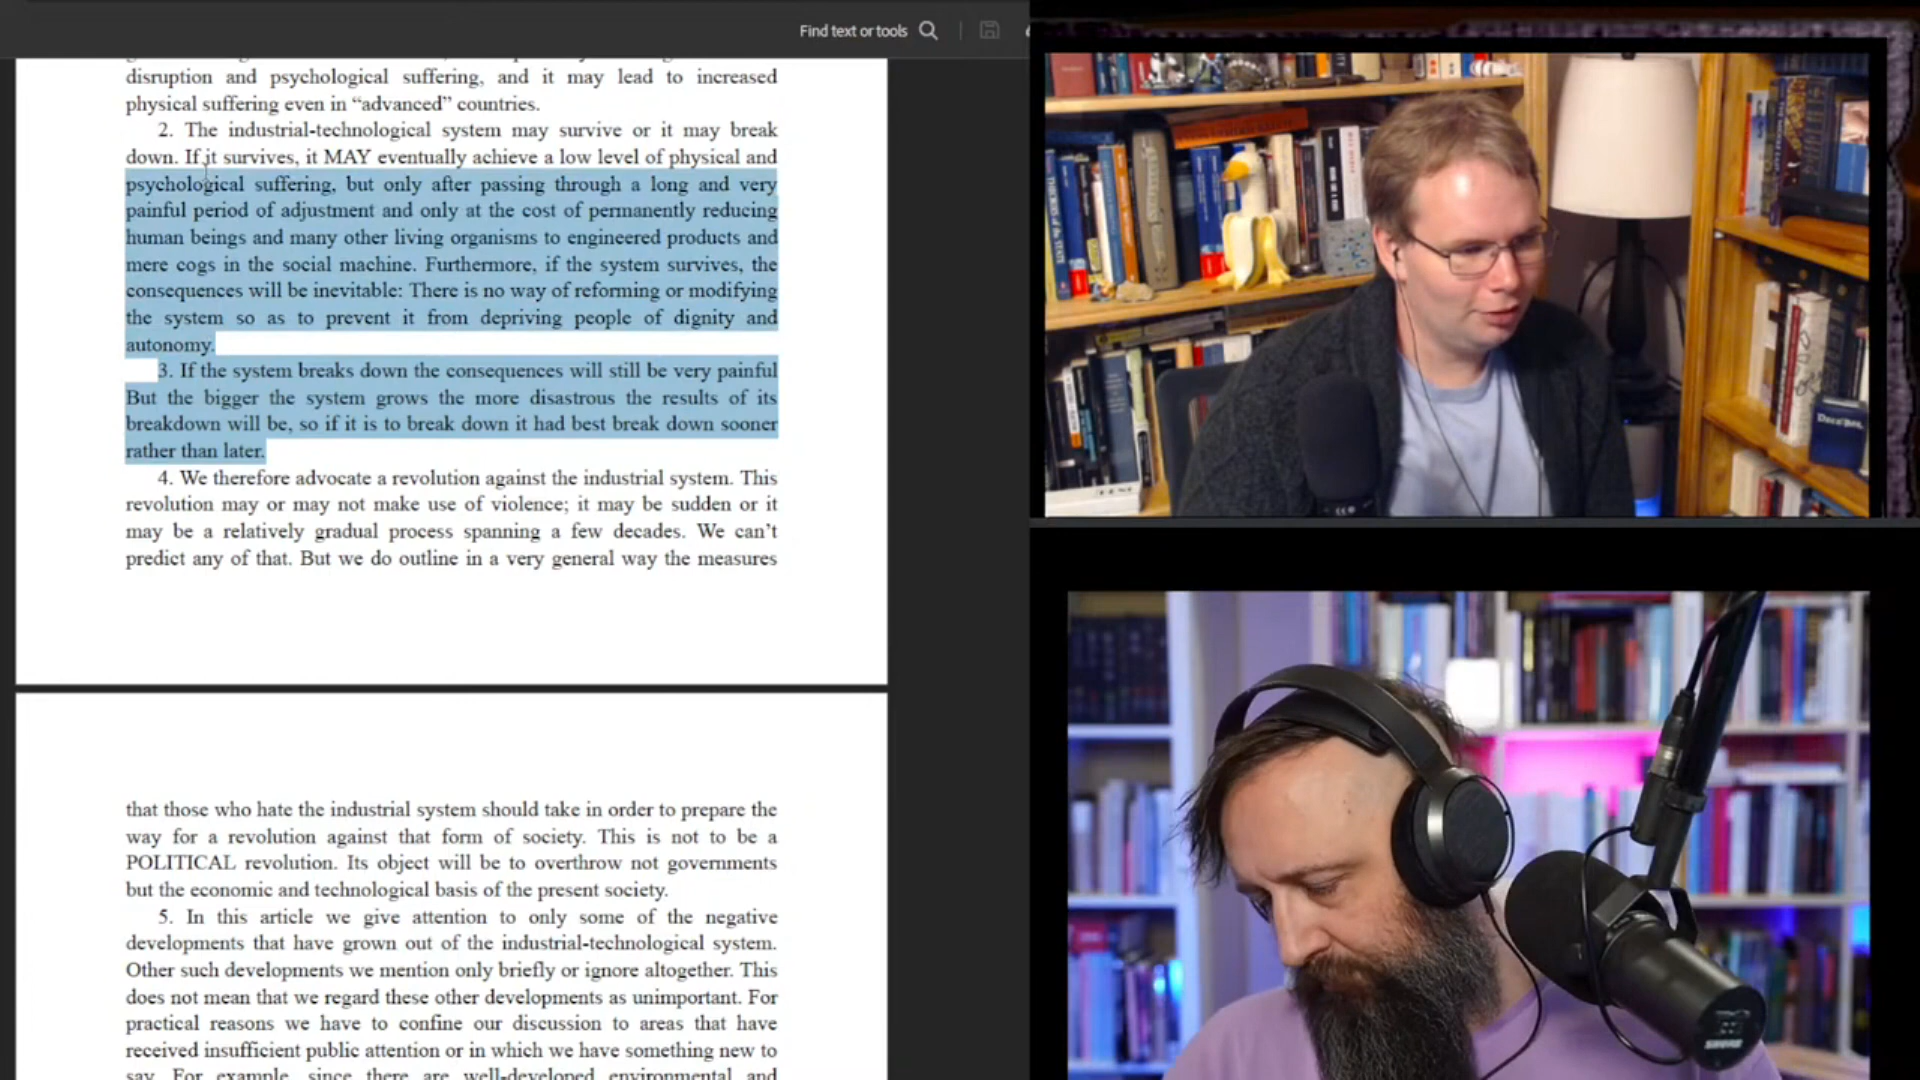 Find text or tools
disruption and psychological suffering, and it may lead to increased
physical suffering even in “advanced” countries.
2. The industrial-technological system may survive or it may break
down. If it survives, it MAY eventually achieve a low level of physical and
psychological suffering, but only after passing through a long and very
painful period of adjustment and only at the cost of permanently reducing
human beings and many other living organisms to engineered products and
mere cogs in the social machine. Furthermore, if the system survives, the
consequences will be inevitable: There is no way of reforming or modifying
the system so as to prevent it from depriving people of dignity and
autonomy.
3. If the system breaks down the consequences will still be very painful
But the bigger the system grows the more disastrous the results of its
breakdown will be, so if it is to break down it had best break down sooner
rather than later.
4. We therefore advocate a revolution against the industrial system. This
revolution may or may not make use of violence; it may be sudden or it
may be a relatively gradual process spanning a few decades. We can’t
predict any of that. But we do outline in a very general way the measures
that those who hate the industrial system should take in order to prepare the
way for a revolution against that form of society. This is not to be a
POLITICAL revolution. Its object will be to overthrow not governments
but the economic and technological basis of the present society.
5. In this article we give attention to only some of the negative
developments that have grown out of the industrial-technological system.
Other such developments we mention only briefly or ignore altogether. This
does not mean that we regard these other developments as unimportant. For
practical reasons we have to confine our discussion to areas that have
received insufficient public attention or in which we have something new to
say. For example, since there are well-developed environmental and
SHURE